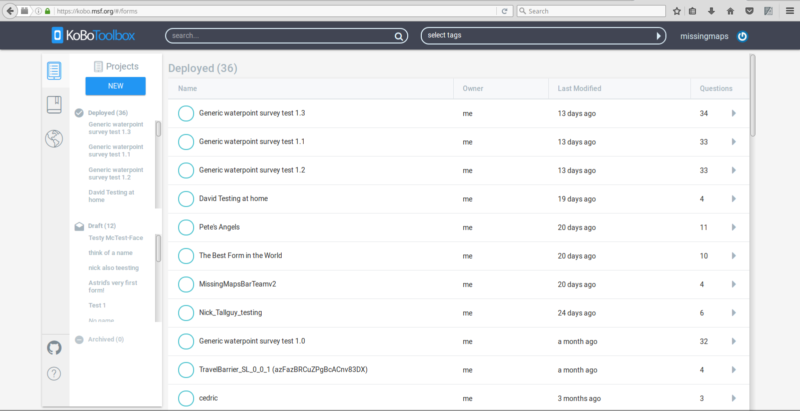 https://kobo.msf.org/#/forms
Search
KoBoToolbox
search...
select tags
missingmaps
Projects
NEW
Deployed (36)
Generic waterpoint
survey test 1.3
Generic waterpoint
survey test 1.1
Generic waterpoint
survey test 1.2
David Testing at
home
Draft (12)
Testy McTest-Face
think of a name
nick also teesting
Astrid's very first
form!
Test 1
No name
Archived (0)
Deployed (36)
Name Owner Last Modified Questions
Generic waterpoint survey test 1.3 me 13 days ago 34
Generic waterpoint survey test 1.1 me 13 days ago 33
Generic waterpoint survey test 1.2 me 13 days ago 33
David Testing at home me 19 days ago 4
Pete's Angels me 20 days ago 11
The Best Form in the World me 20 days ago 10
MissingMapsBarTeamv2 me 20 days ago 4
Nick_Tallguy_testing me 24 days ago 6
Generic waterpoint survey test 1.0 me a month ago 32
TravelBarrier_SL_0_0_1 (azFazBRCuZPgBcACnv83DX) me a month ago 4
cedric me 3 months ago 3